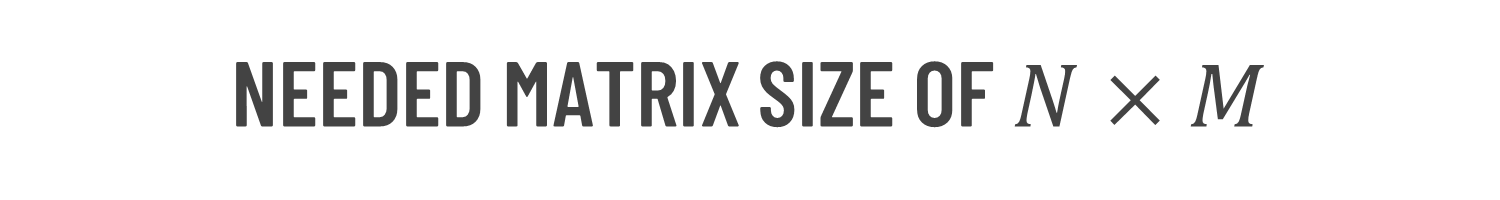 NEEDED MATRIX SIZE OF N × M